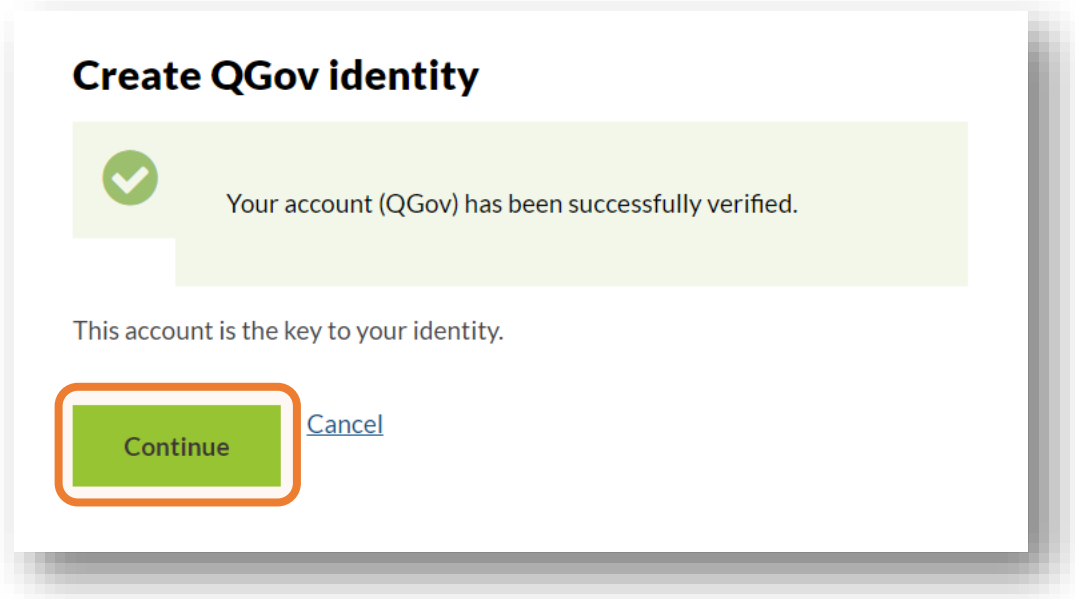 Create QGov identity
Your account (QGov) has been successfully verified.
This account is the key to your identity.
Continue
Cancel